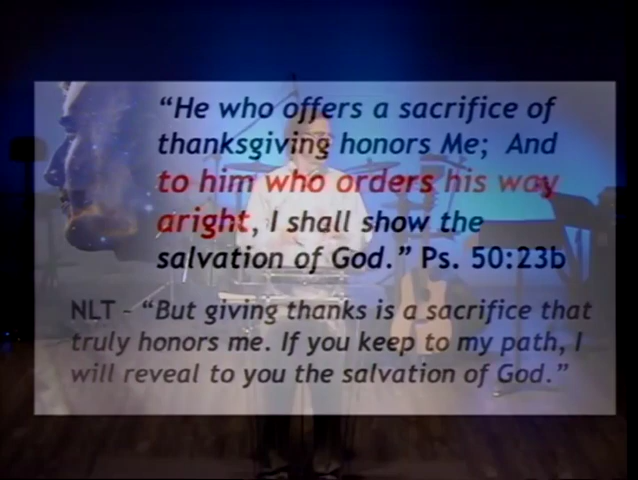 “He who offers a sacrifice of
thanksgiving honors Me; And
to him who orders his way
aright, I shall show the
salvation of God.” Ps. 50:23b
NLT – “But giving thanks is a sacrifice that
truly honors me. If you keep to my path, I
will reveal to you the salvation of God.”